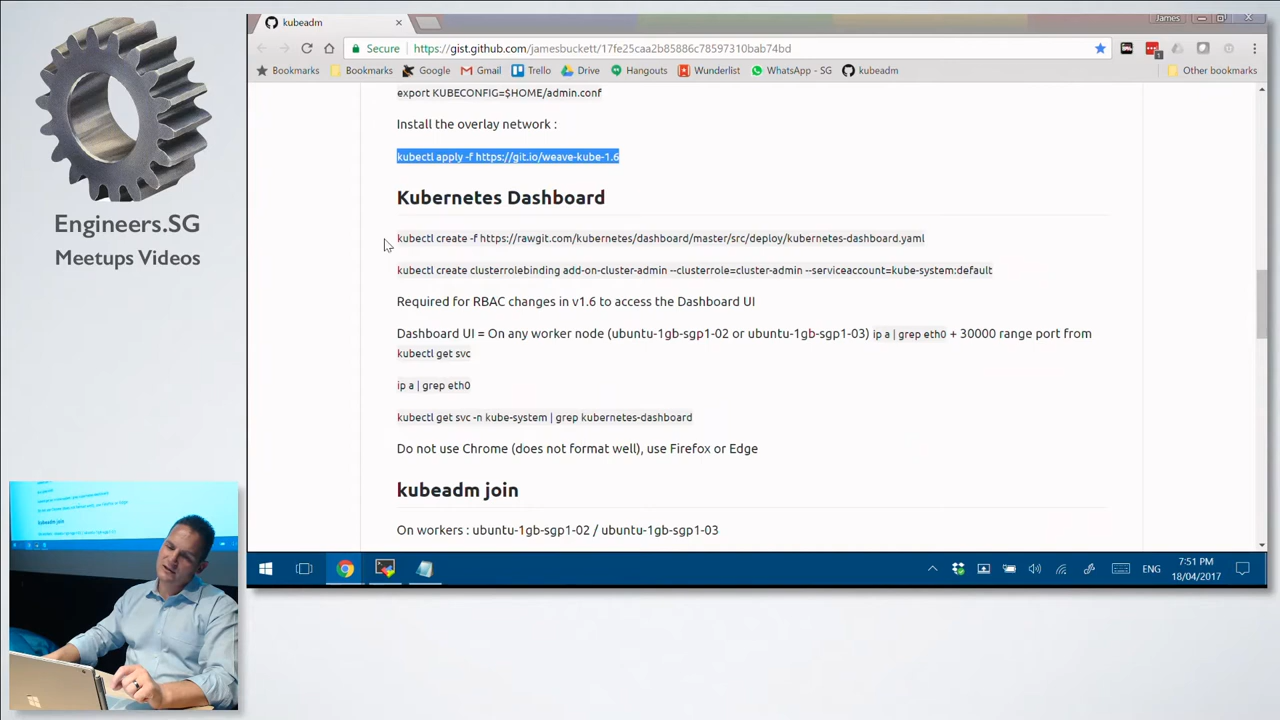 kubeadm
James
Secure
https://gist.github.com/jamesbuckett/17fe25caa2b85886c78597310bab74bd
Bookmarks
Bookmarks
Google
Gmail
Trello
Drive
Hangouts
Wunderlist
WhatsApp - SG
kubeadm
Other bookmarks
export KUBECONFIG=$HOME/admin.conf
Install the overlay network :
kubectl apply -f https://git.io/weave-kube-1.6
Kubernetes Dashboard
kubectl create -f https://rawgit.com/kubernetes/dashboard/master/src/deploy/kubernetes-dashboard.yaml
kubectl create clusterrolebinding add-on-cluster-admin --clusterrole=cluster-admin --serviceaccount=kube-system:default
Required for RBAC changes in v1.6 to access the Dashboard UI
Dashboard UI = On any worker node (ubuntu-1gb-sgp1-02 or ubuntu-1gb-sgp1-03) ip a | grep eth0 + 30000 range port from
kubectl get svc
ip a | grep eth0
kubectl get svc -n kube-system | grep kubernetes-dashboard
Do not use Chrome (does not format well), use Firefox or Edge
kubeadm join
On workers : ubuntu-1gb-sgp1-02 / ubuntu-1gb-sgp1-03
ENG
7:51 PM
18/04/2017
Engineers.SG
Meetups Videos
kubeadm join